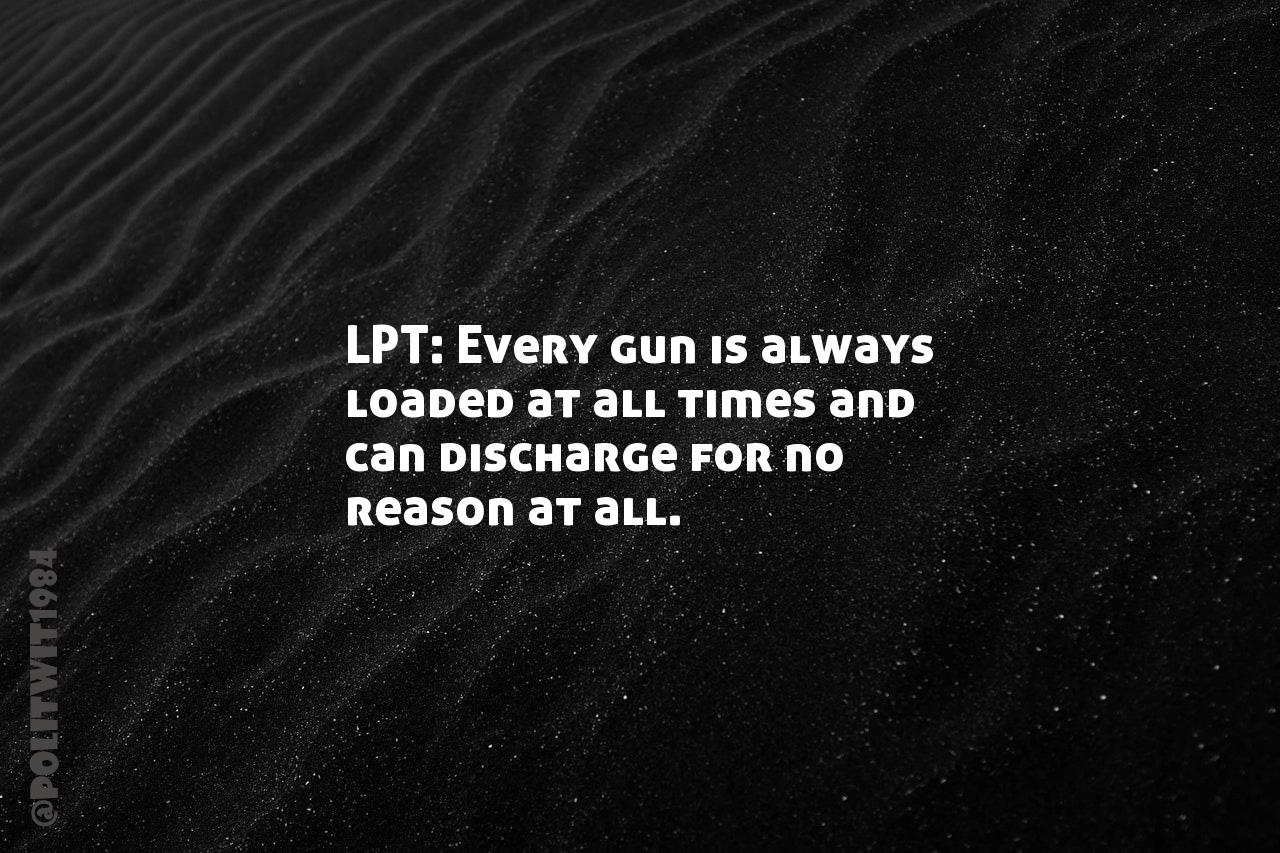 LPT: Every gun is always
loaded at all times and
can discharge for no
reason at all.
@POLITWIT1984